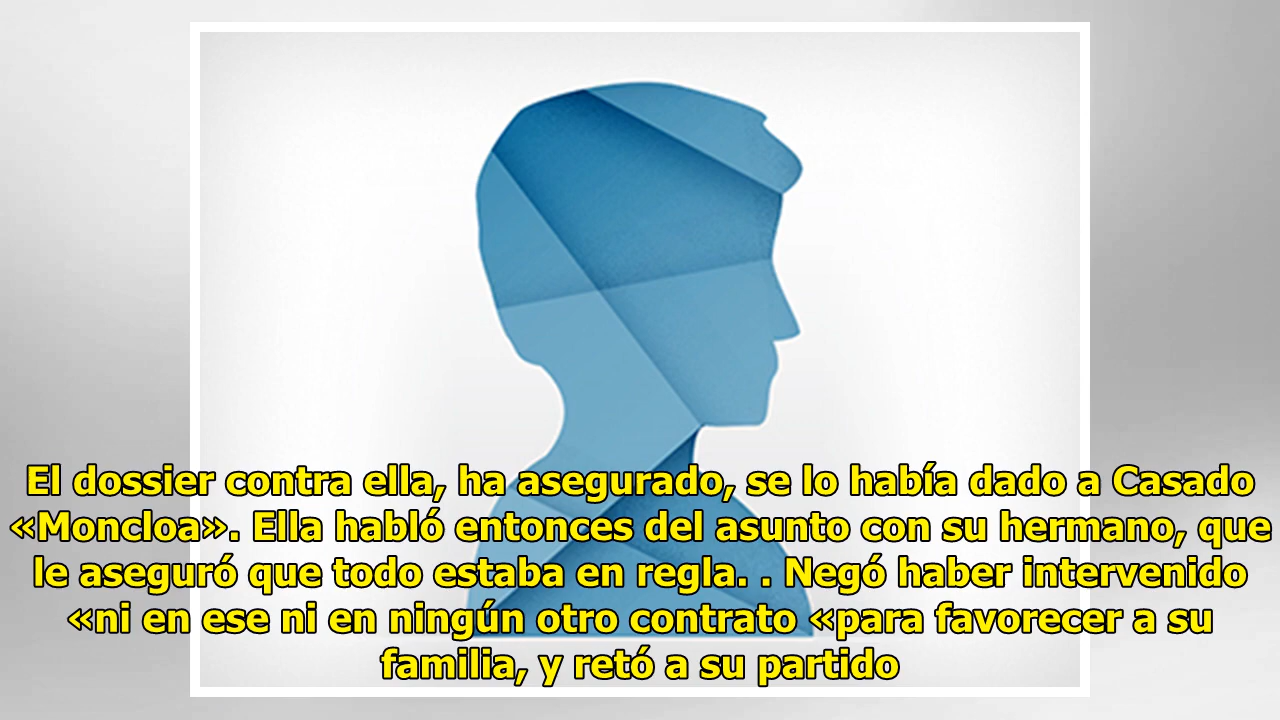 El dossier contra ella, ha asegurado, se lo había dado a Casado
«Moncloa». Ella habló entonces del asunto con su hermano, que
le aseguró que todo estaba en regla. . Negó haber intervenido
«ni en ese ni en ningún otro contrato «para favorecer a su
familia, y retó a su partido